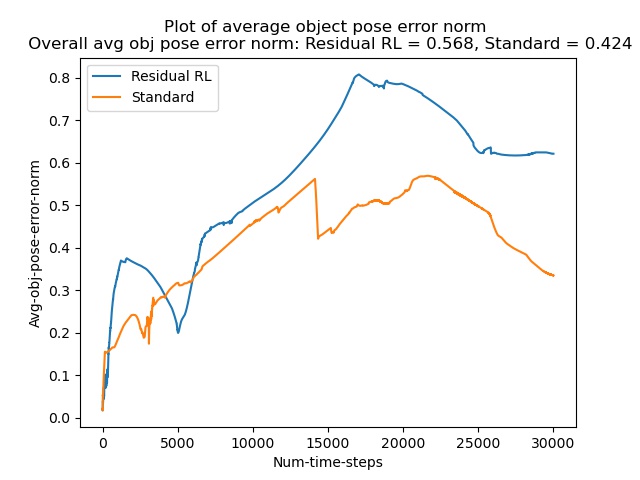 Plot of average object pose error norm
Overall avg obj pose error norm: Residual RL = 0.568, Standard = 0.424
Residual RL
Standard
0.8
0.7
0.6
0.5
0.4
0.3
0.2
0.1
0.0
Avg-obj-pose-error-norm
0
5000
10000
15000
20000
25000
30000
Num-time-steps